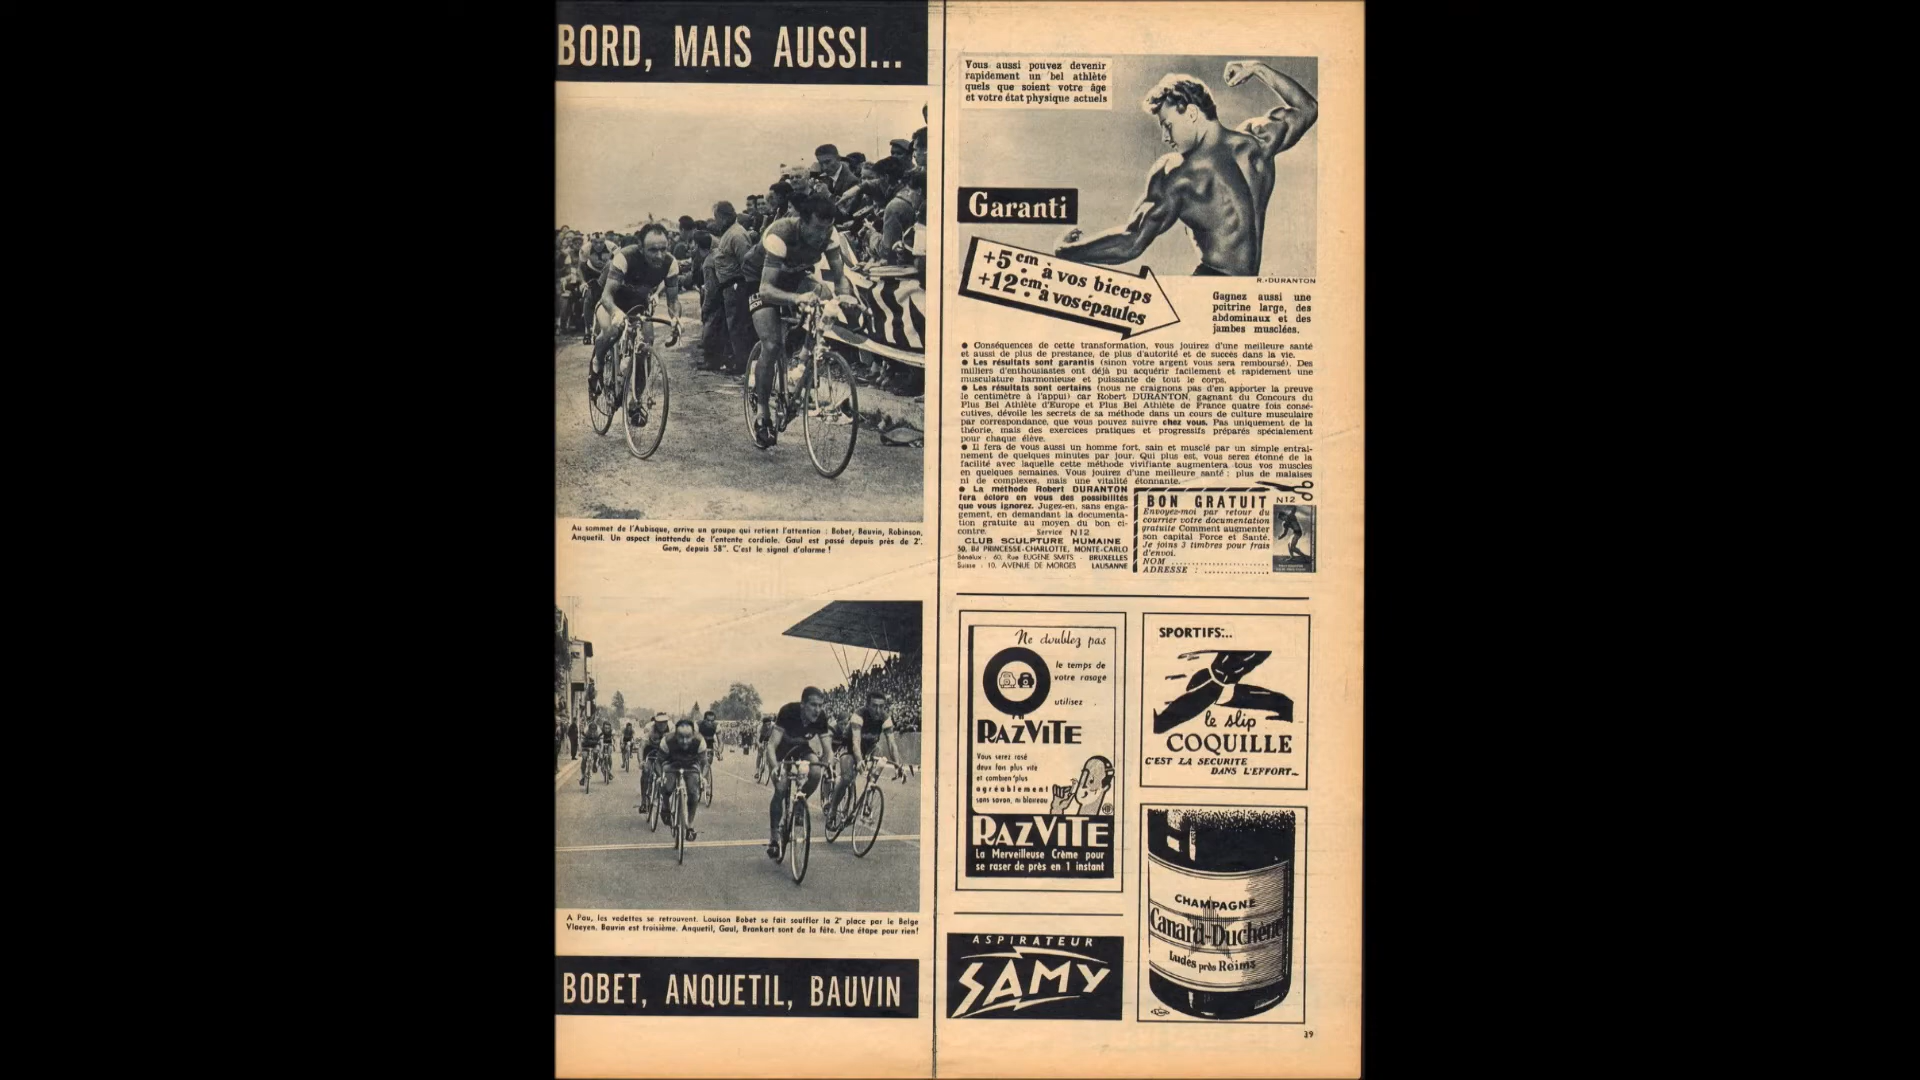 BORD, MAIS AUSSI...
Au sommet de l'Aubisque, arrive un groupe qui retient l'attention : Bobet, Bauvin, Robinson,
Anquetil. Un aspect inattendu de l'entente cordiale. Gaul est passé depuis près de 2'.
Gem, depuis 58". C'est le signal d'alarme !
A Pau, les vedettes se retrouvent. Louison Bobet se fait souffler la 2e place par le Belge
Vlaeyen. Bauvin est troisième. Anquetil, Gaul, Brankart sont de la fête. Une étape pour rien!
BOBET, ANQUETIL, BAUVIN
Vous aussi pouvez devenir
rapidement un bel athlète
quels que soient votre âge
et votre état physique actuels
Garanti
+5 cm. à vos biceps
+12 cm. à vos épaules
R.-DURANTON
Gagnez aussi une
poitrine large, des
abdominaux et des
jambes musclées.
● Conséquences de cette transformation, vous jouirez d'une meilleure santé
et aussi de plus de prestance, de plus d'autorité et de succès dans la vie.
● Les résultats sont garantis (sinon votre argent vous sera remboursé). Des
milliers d'enthousiastes ont déjà pu acquérir facilement et rapidement une
musculature harmonieuse et puissante de tout le corps.
● Les résultats sont certains (nous ne craignons pas d'en apporter la preuve
le centimètre à l'appui) car Robert DURANTON, gagnant du Concours du
Plus Bel Athlète d'Europe et Plus Bel Athlète de France quatre fois consé-
cutives, dévoile les secrets de sa méthode dans un cours de culture musculaire
par correspondance, que vous pouvez suivre chez vous. Pas uniquement de la
théorie, mais des exercices pratiques et progressifs préparés spécialement
pour chaque élève.
● Il fera de vous aussi un homme fort, sain et musclé par un simple entraî-
nement de quelques minutes par jour. Qui plus est, vous serez étonné de la
facilité avec laquelle cette méthode vivifiante augmentera tous vos muscles
en quelques semaines. Vous jouirez d'une meilleure santé : plus de malaises
ni de complexes, mais une vitalité étonnante.
● La méthode Robert DURANTON
fera éclore en vous des possibilités
que vous ignorez. Jugez-en, sans enga-
gement, en demandant la documenta-
tion gratuite au moyen du bon ci-
contre. Service N 12
CLUB SCULPTURE HUMAINE
30, Bd PRINCESSE-CHARLOTTE, MONTE-CARLO
Bénélux : 60, Rue EUGENE SMITS - BRUXELLES
Suisse : 10, AVENUE DE MORGES LAUSANNE
BON GRATUIT N 12
Envoyez-moi par retour du
courrier votre documentation
gratuite Comment augmenter
son capital Force et Santé.
Je joins 3 timbres pour frais
d'envoi.
NOM
ADRESSE :
Ne doublez pas
le temps de
votre rasage
utilisez
RAZVITE
Vous serez rasé
deux fois plus vite
et combien plus
agréablement
sans savon, ni blaireau
RAZVITE
La Merveilleuse Crème pour
se raser de près en 1 instant
SPORTIFS...
le slip
COQUILLE
C'EST LA SECURITE
DANS L'EFFORT...
ASPIRATEUR
SAMY
CHAMPAGNE
Canard-Duchêne
Ludes près Reims
39